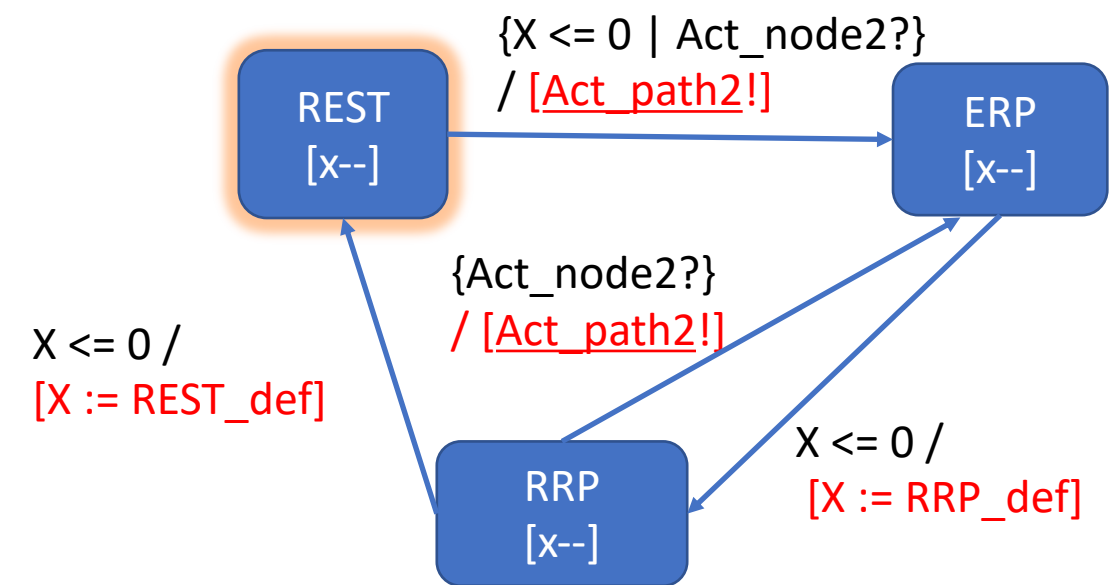 {X <= 0 | Act_node2?}
/ [Act_path2!]
REST
[x--]
ERP
[x--]
{Act_node2?}
/ [Act_path2!]
X <= 0 /
[X := REST_def]
X <= 0 /
[X := RRP_def]
RRP
[x--]